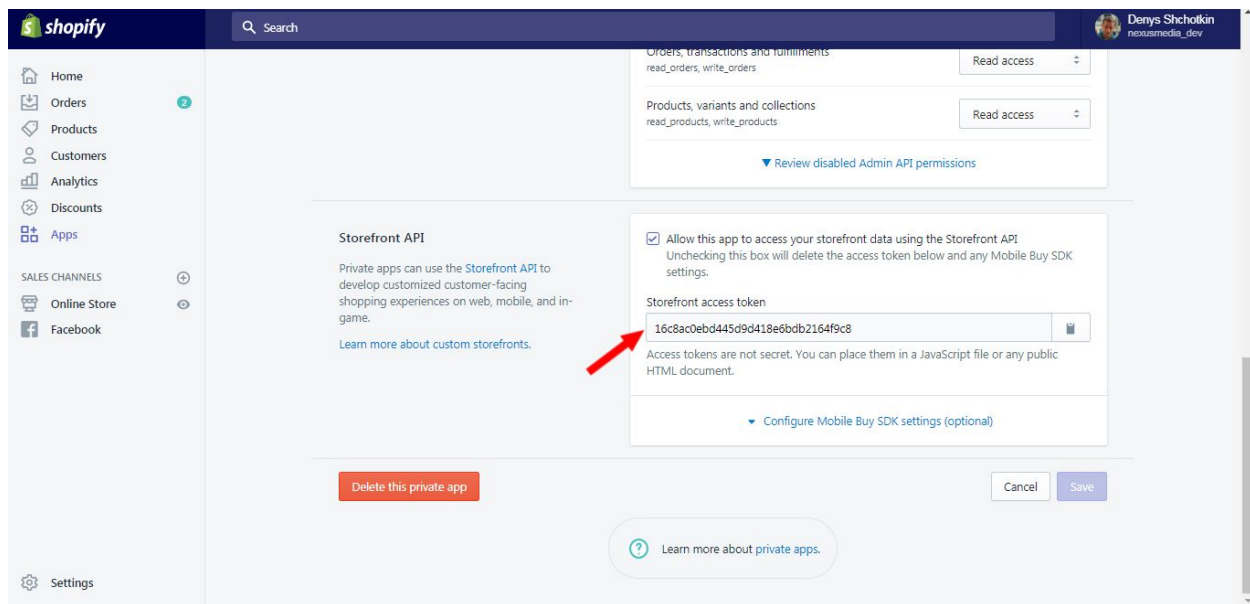 shopify
Search
Denys Shchotkin
nexusmedia_dev
Home
Orders
2
Products
Customers
Analytics
Discounts
Apps
SALES CHANNELS
Online Store
Facebook
Settings
Orders, transactions and fulfillments
read_orders, write_orders
Read access
Products, variants and collections
read_products, write_products
Read access
▼ Review disabled Admin API permissions
Storefront API
Private apps can use the Storefront API to
develop customized customer-facing
shopping experiences on web, mobile, and in-
game.
Learn more about custom storefronts.
Allow this app to access your storefront data using the Storefront API
Unchecking this box will delete the access token below and any Mobile Buy SDK
settings.
Storefront access token
16c8ac0ebd445d9d418e6bdb2164f9c8
Access tokens are not secret. You can place them in a JavaScript file or any public
HTML document.
Configure Mobile Buy SDK settings (optional)
Delete this private app
Cancel
Save
Learn more about private apps.